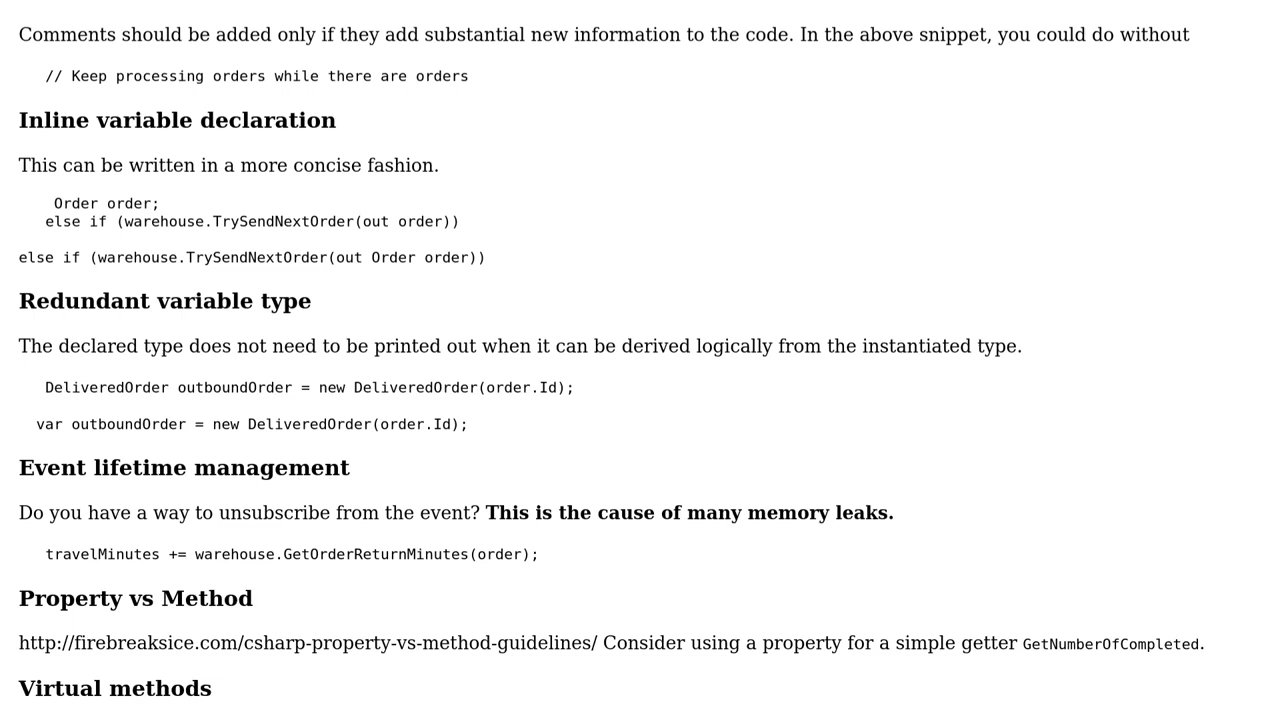 Comments should be added only if they add substantial new information to the code. In the above snippet, you could do without
// Keep processing orders while there are orders
Inline variable declaration
This can be written in a more concise fashion.
Order order;
else if (warehouse.TrySendNextOrder(out order))
else if (warehouse.TrySendNextOrder(out Order order))
Redundant variable type
The declared type does not need to be printed out when it can be derived logically from the instantiated type.
DeliveredOrder outboundOrder = new DeliveredOrder(order.Id);
var outboundOrder = new DeliveredOrder(order.Id);
Event lifetime management
Do you have a way to unsubscribe from the event? This is the cause of many memory leaks.
travelMinutes += warehouse.GetOrderReturnMinutes(order);
Property vs Method
http://firebreaksice.com/csharp-property-vs-method-guidelines/ Consider using a property for a simple getter GetNumberOfCompleted.
Virtual methods